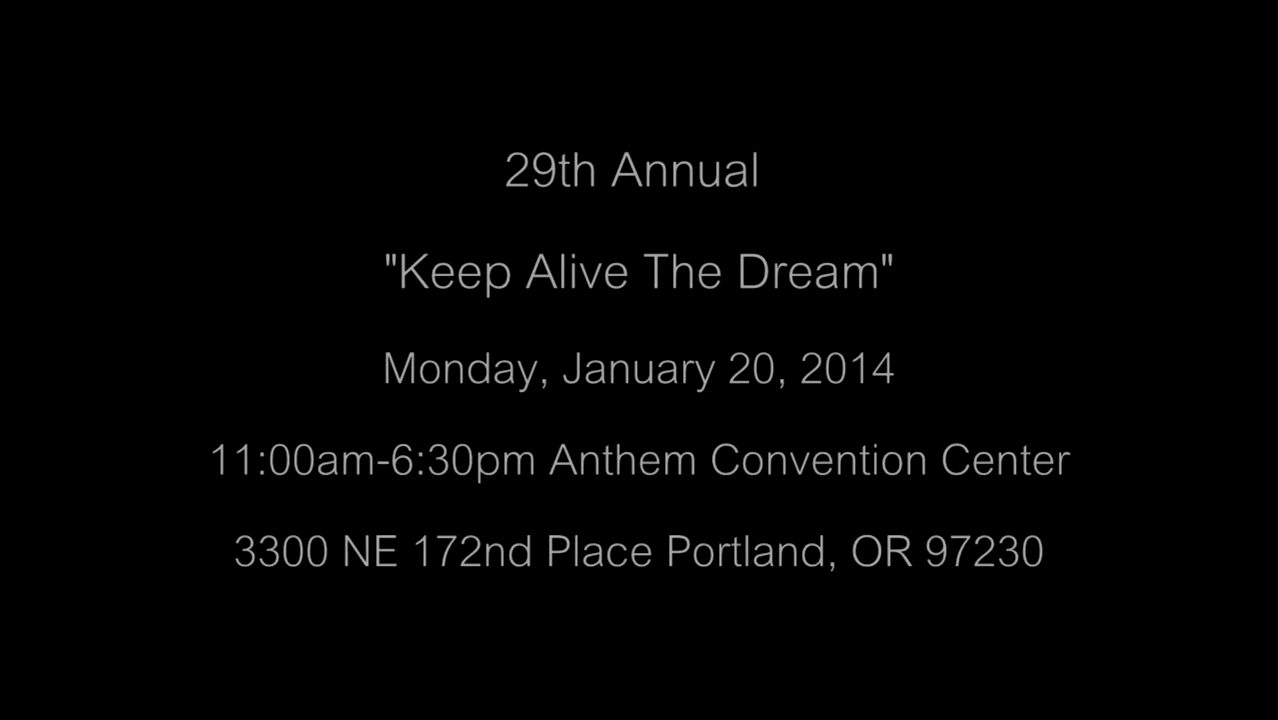 29th Annual
"Keep Alive The Dream"
Monday, January 20, 2014
11:00am-6:30pm Anthem Convention Center
3300 NE 172nd Place Portland, OR 97230